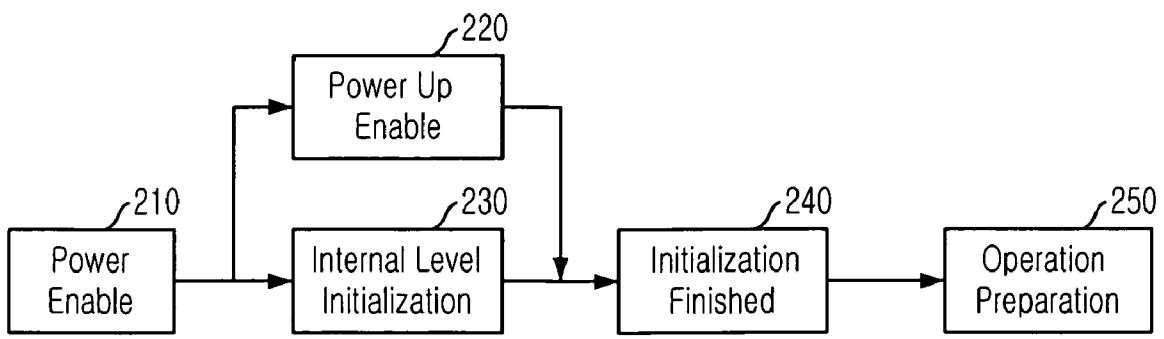 220
Power Up
Enable
210
Power
Enable
230
Internal Level
Initialization
240
Initialization
Finished
250
Operation
Preparation